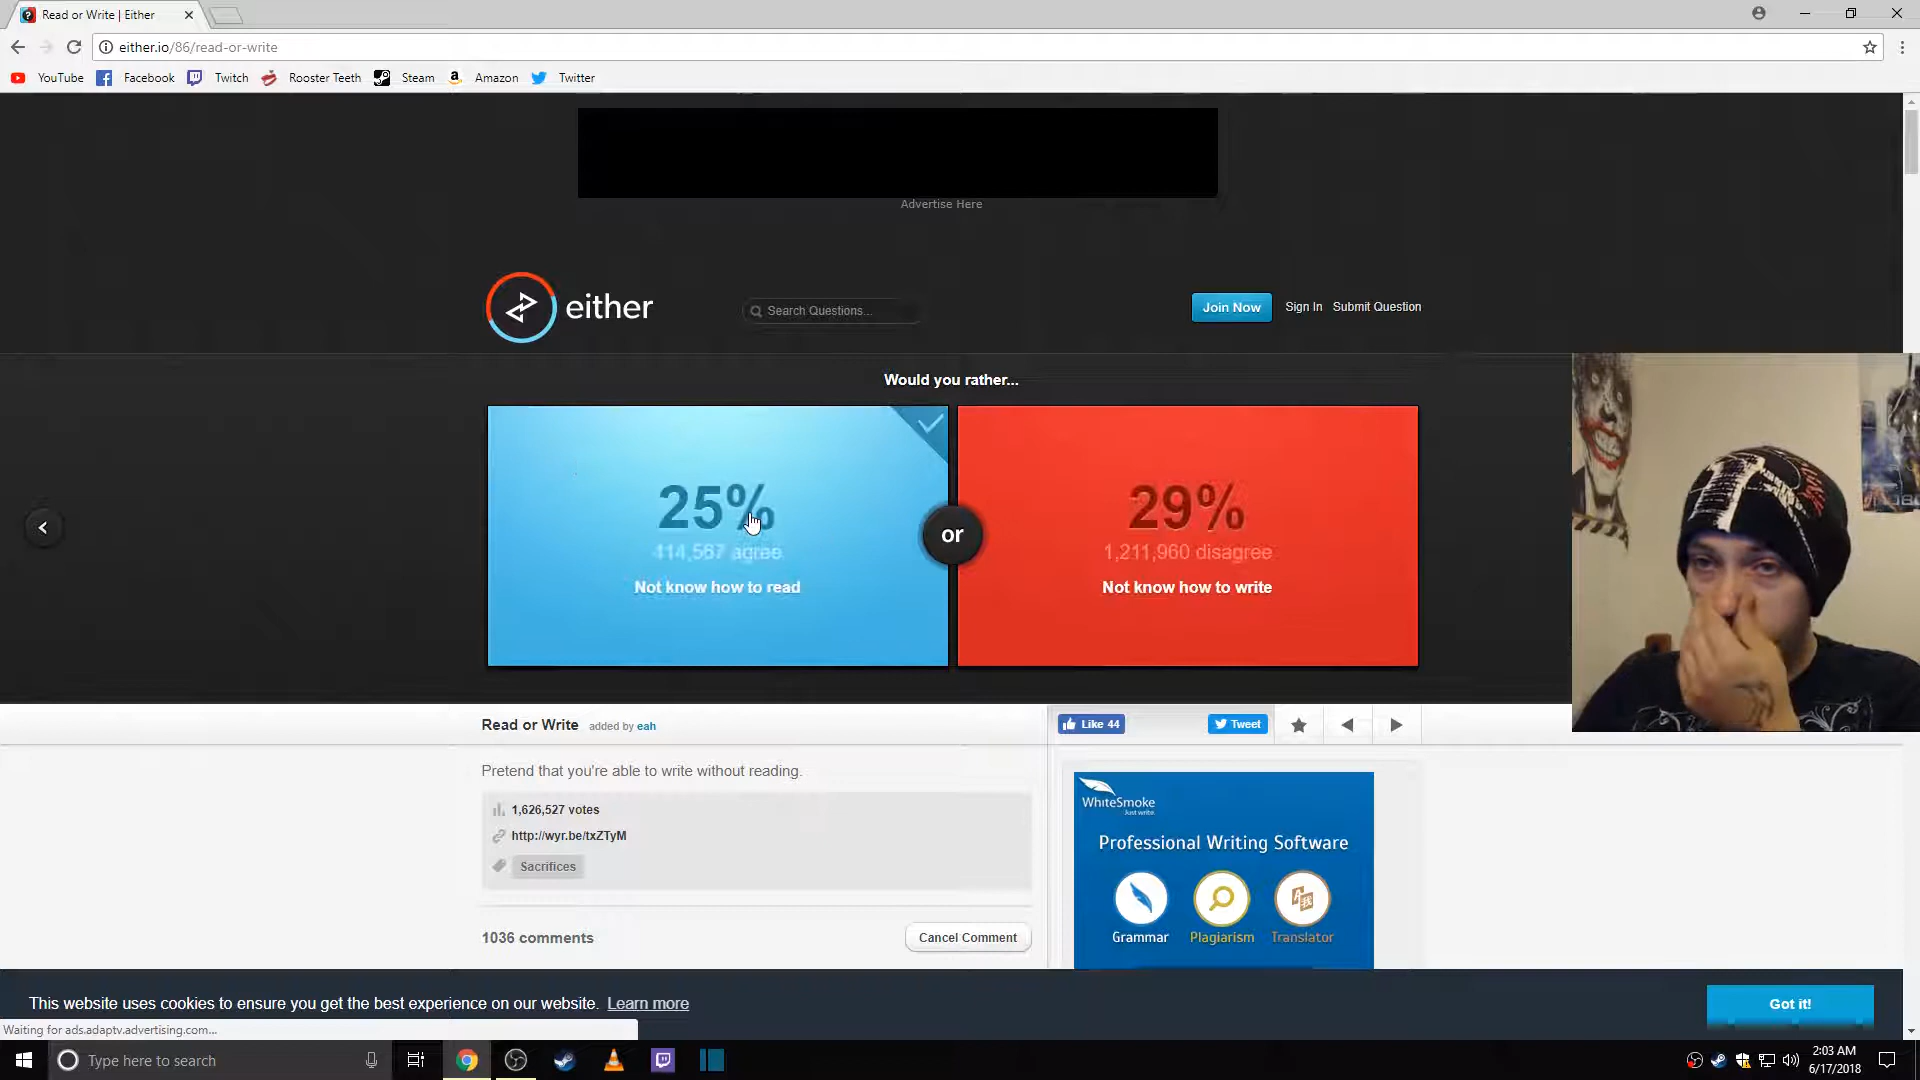 Read or Write | Either
either.io/86/read-or-write
YouTube Facebook Twitch Rooster Teeth Steam Amazon Twitter
Advertise Here
either
Search Questions...
Join Now Sign In Submit Question
Would you rather...
25%
414,567 agree
Not know how to read
or
29%
1,211,960 disagree
Not know how to write
Read or Write added by eah
Like 44
Tweet
Pretend that you're able to write without reading.
1,626,527 votes
http://wyr.be/txZTyM
Sacrifices
1036 comments
Cancel Comment
WhiteSmoke
Just write.
Professional Writing Software
Grammar Plagiarism Translator
This website uses cookies to ensure you get the best experience on our website. Learn more
Got it!
Waiting for ads.adaptv.advertising.com...
Type here to search
2:03 AM
6/17/2018